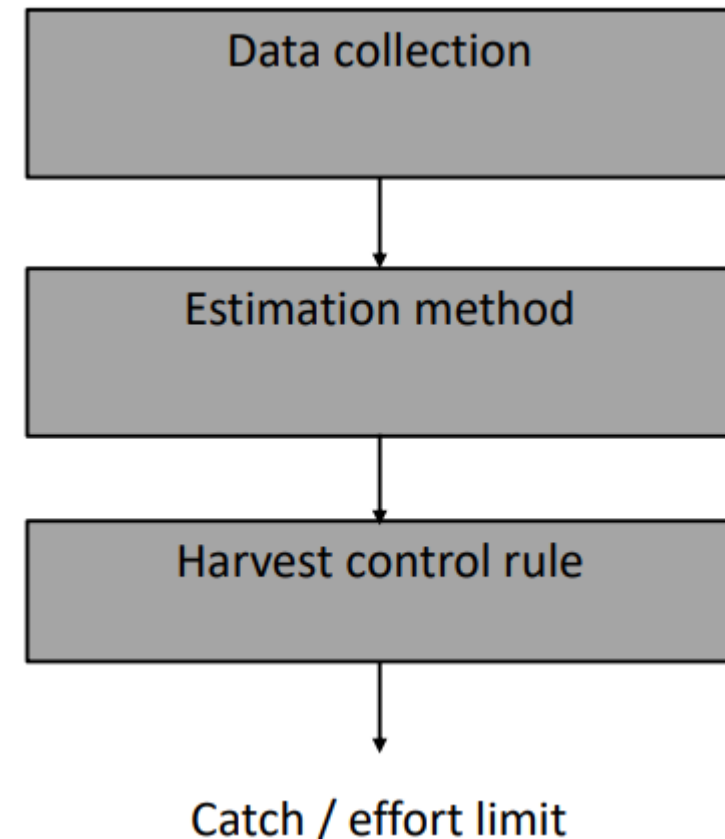 Data collection
Estimation method
Harvest control rule
Catch / effort limit